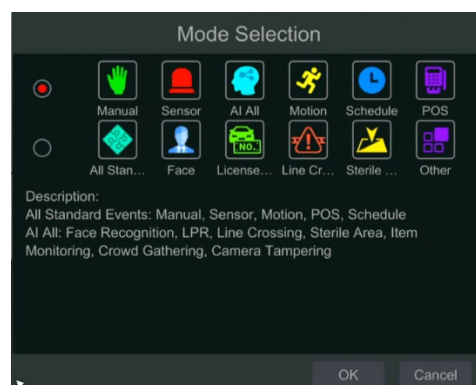 Mode Selection
Manual Sensor AI All Motion Schedule POS
NO.
All Stan... Face License... Line Cr... Sterile ... Other
Description:
All Standard Events: Manual, Sensor, Motion, POS, Schedule
AI All: Face Recognition, LPR, Line Crossing, Sterile Area, Item
Monitoring, Crowd Gathering, Camera Tampering
OK Cancel